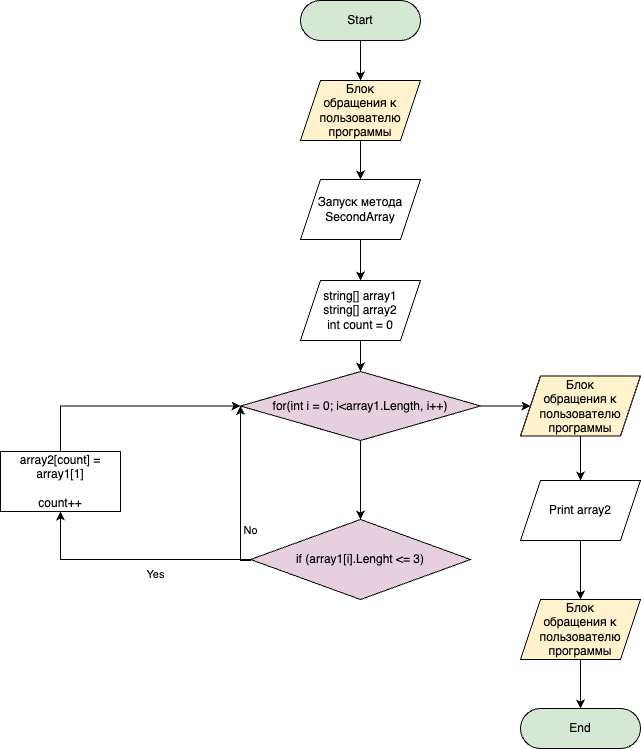 Start
Блок
обращения к
пользователю
программы
Запуск метода
SecondArray
string[] array1
string[] array2
int count = 0
for(int i = 0; i<array1.Length, i++)
Блок
обращения к
пользователю
программы
array2[count] =
array1[1]
count++
No
if (array1[i].Lenght <= 3)
Yes
Print array2
Блок
обращения к
пользователю
программы
End